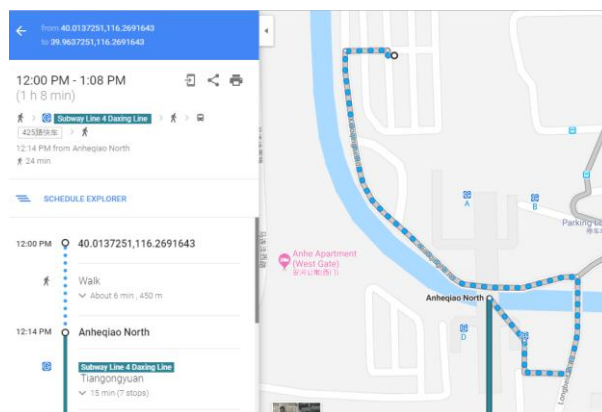 from 40.0137251,116.2691643
to 39.9637251,116.2691643
12:00 PM - 1:08 PM
(1 h 8 min)
Subway Line 4 Daxing Line
425路快车
12:14 PM from Anheqiao North
24 min
SCHEDULE EXPLORER
12:00 PM 40.0137251,116.2691643
Walk
About 6 min , 450 m
12:14 PM Anheqiao North
Subway Line 4 Daxing Line
Tiangongyuan
15 min (7 stops)
A
B
Parking Lo
停车场
Anhe Apartment
(West Gate)
安河公寓(西门)
Anheqiao North
D